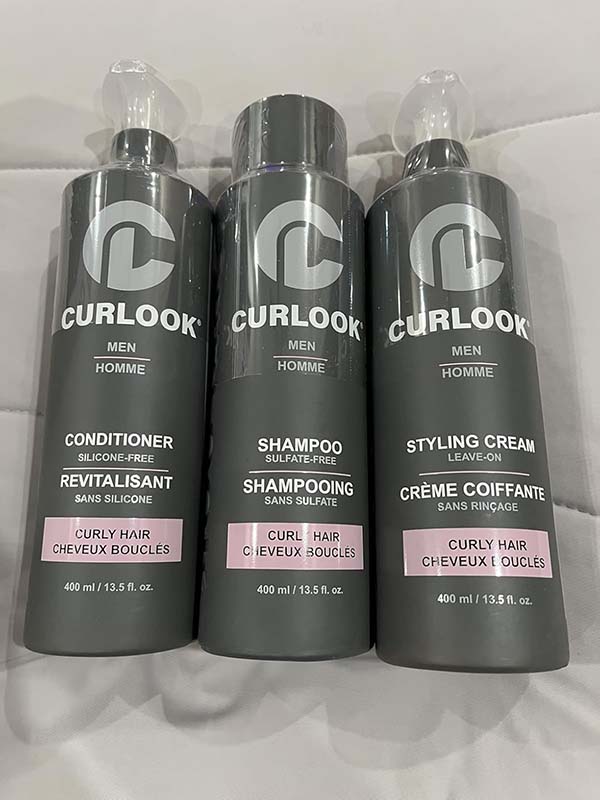 CURLOOK®
MEN
HOMME
CONDITIONER
SILICONE-FREE
REVITALISANT
SANS SILICONE
CURLY HAIR
CHEVEUX BOUCLÉS
400 ml / 13.5 fl. oz.
CURLOOK®
MEN
HOMME
SHAMPOO
SULFATE-FREE
SHAMPOOING
SANS SULFATE
CURLY HAIR
CHEVEUX BOUCLÉS
400 ml / 13.5 fl. oz.
CURLOOK®
MEN
HOMME
STYLING CREAM
LEAVE-ON
CRÈME COIFFANTE
SANS RINÇAGE
CURLY HAIR
CHEVEUX BOUCLÉS
400 ml / 13.5 fl. oz.